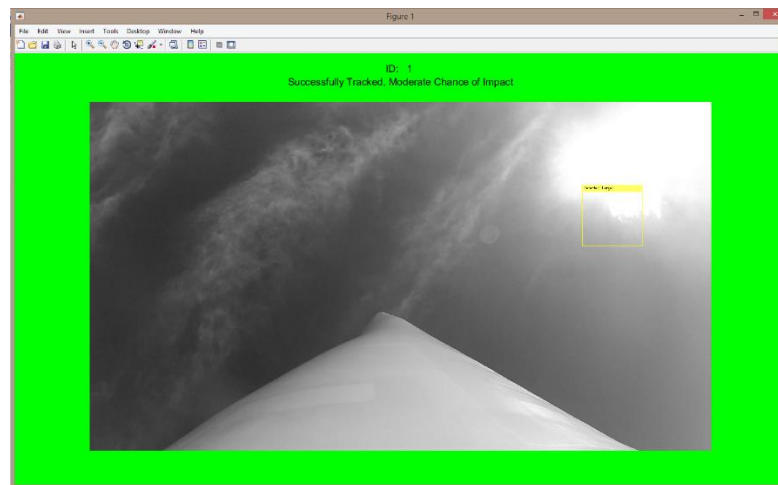 Figure 1
File Edit View Insert Tools Desktop Window Help
ID: 1
Successfully Tracked, Moderate Chance of Impact